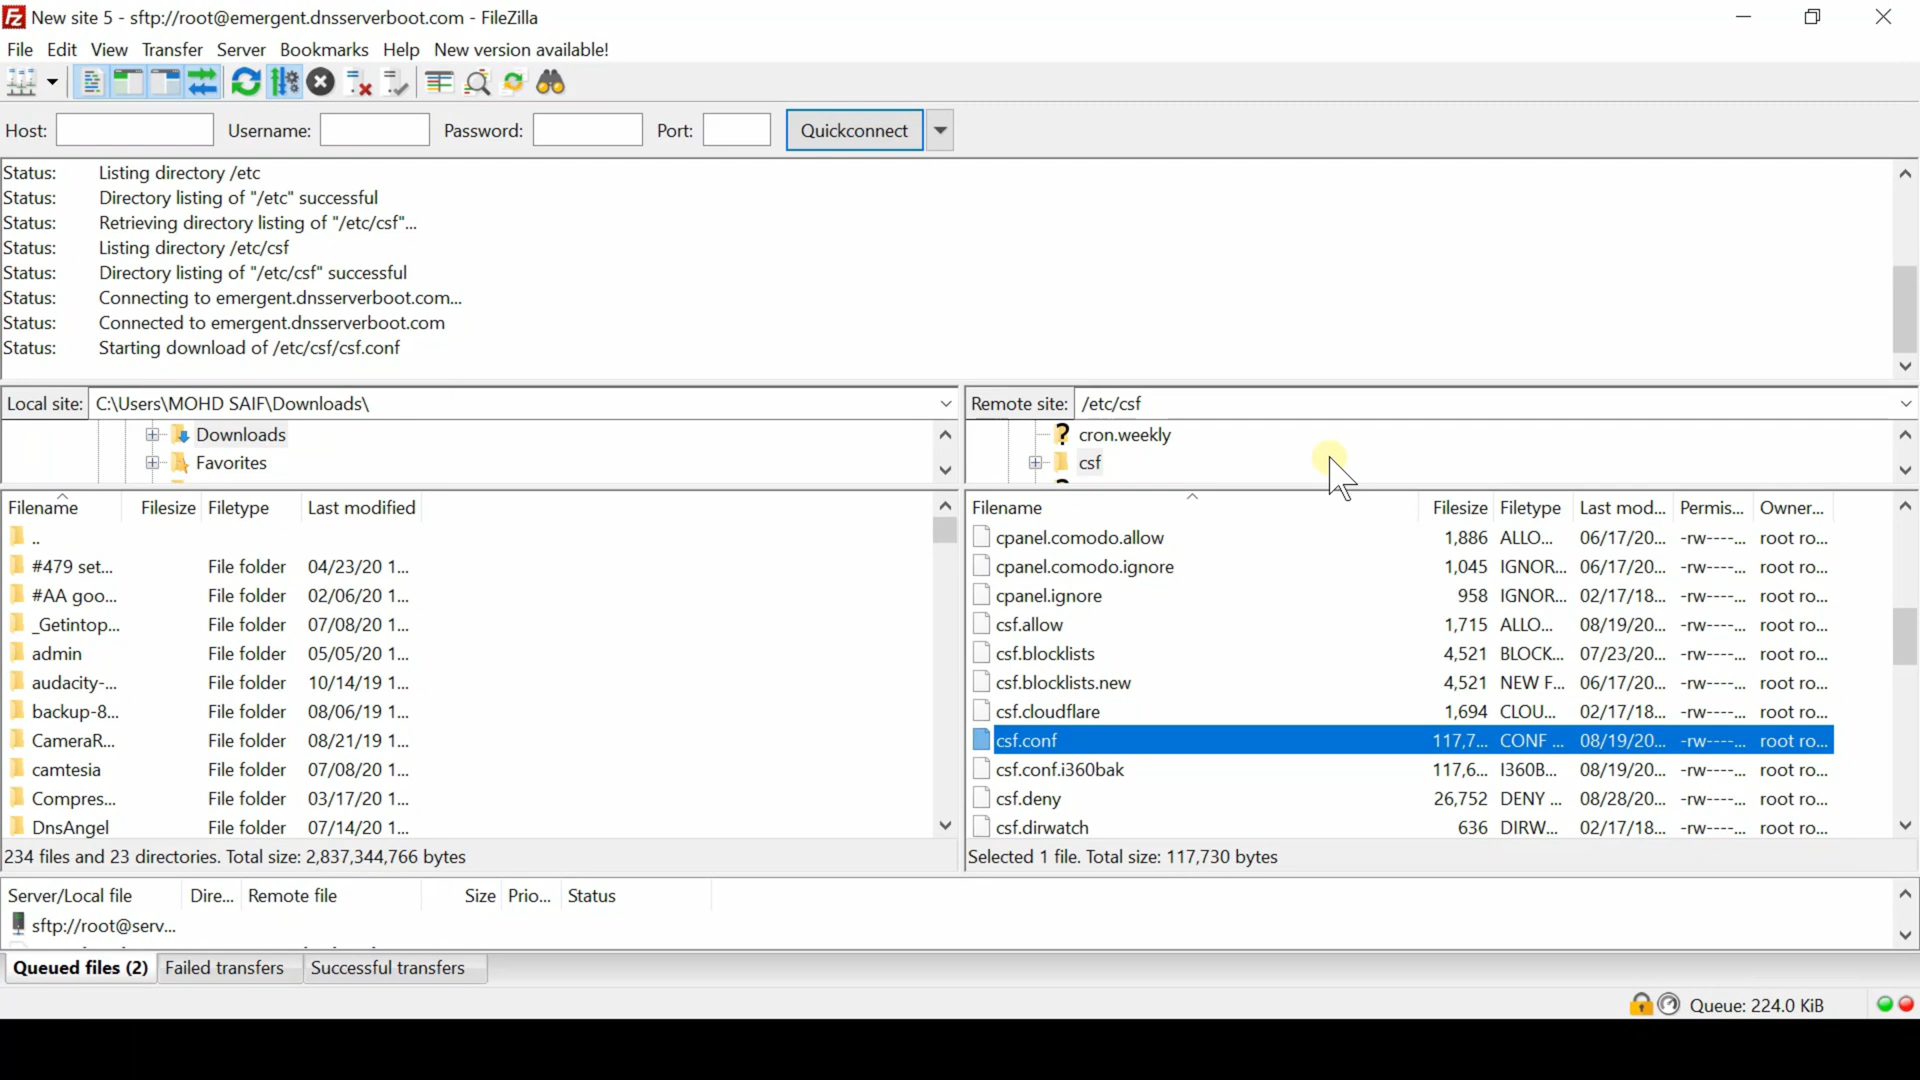 New site 5 - sftp://root@emergent.dnsserverboot.com - FileZilla
File Edit View Transfer Server Bookmarks Help New version available!
Host: Username: Password: Port: Quickconnect
Status: Listing directory /etc
Status: Directory listing of "/etc" successful
Status: Retrieving directory listing of "/etc/csf"...
Status: Listing directory /etc/csf
Status: Directory listing of "/etc/csf" successful
Status: Connecting to emergent.dnsserverboot.com...
Status: Connected to emergent.dnsserverboot.com
Status: Starting download of /etc/csf/csf.conf
Local site: C:\Users\MOHD SAIF\Downloads\
Downloads
Favorites
Filename Filesize Filetype Last modified
..
#479 set... File folder 04/23/20 1...
#AA goo... File folder 02/06/20 1...
_Getintop... File folder 07/08/20 1...
admin File folder 05/05/20 1...
audacity-... File folder 10/14/19 1...
backup-8... File folder 08/06/19 1...
CameraR... File folder 08/21/19 1...
camtesia File folder 07/08/20 1...
Compres... File folder 03/17/20 1...
DnsAngel File folder 07/14/20 1...
234 files and 23 directories. Total size: 2,837,344,766 bytes
Remote site: /etc/csf
cron.weekly
csf
Filename Filesize Filetype Last mod... Permis... Owner...
cpanel.comodo.allow 1,886 ALLO... 06/17/20... -rw----... root ro...
cpanel.comodo.ignore 1,045 IGNOR... 06/17/20... -rw----... root ro...
cpanel.ignore 958 IGNOR... 02/17/18... -rw----... root ro...
csf.allow 1,715 ALLO... 08/19/20... -rw----... root ro...
csf.blocklists 4,521 BLOCK... 07/23/20... -rw----... root ro...
csf.blocklists.new 4,521 NEW F... 06/17/20... -rw----... root ro...
csf.cloudflare 1,694 CLOU... 02/17/18... -rw----... root ro...
csf.conf 117,7... CONF ... 08/19/20... -rw----... root ro...
csf.conf.i360bak 117,6... I360B... 08/19/20... -rw----... root ro...
csf.deny 26,752 DENY ... 08/28/20... -rw----... root ro...
csf.dirwatch 636 DIRW... 02/17/18... -rw----... root ro...
Selected 1 file. Total size: 117,730 bytes
Server/Local file Dire... Remote file Size Prio... Status
sftp://root@serv...
Queued files (2) Failed transfers Successful transfers
Queue: 224.0 KiB